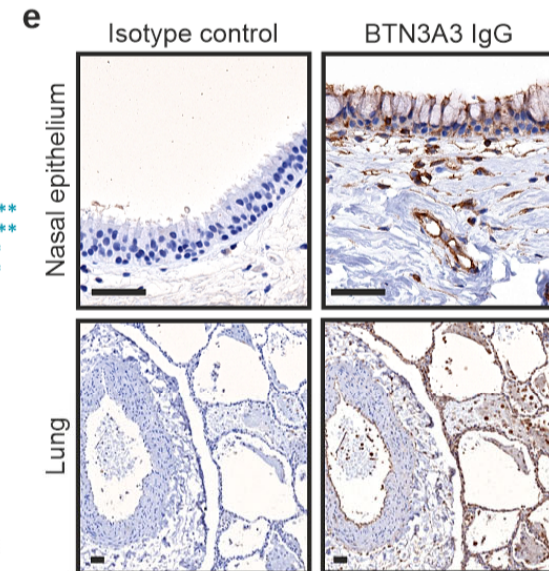 e
Isotype control
BTN3A3 IgG
Nasal epithelium
**
**
Lung